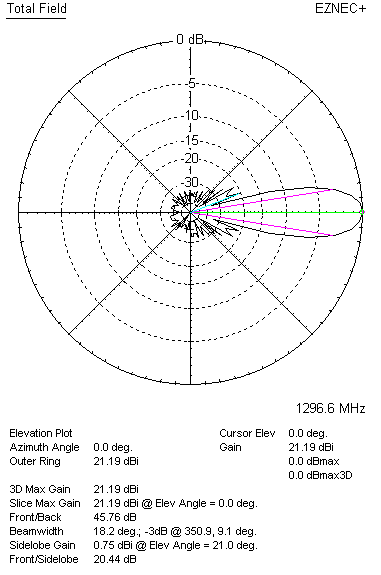 Total Field EZNEC+
0 dB
-5
-10
-15
-20
-30
1296.6 MHz
Elevation Plot Cursor Elev 0.0 deg.
Azimuth Angle 0.0 deg. Gain 21.19 dBi
Outer Ring 21.19 dBi 0.0 dBmax
0.0 dBmax3D
3D Max Gain 21.19 dBi
Slice Max Gain 21.19 dBi @ Elev Angle = 0.0 deg.
Front/Back 45.76 dB
Beamwidth 18.2 deg.; -3dB @ 350.9, 9.1 deg.
Sidelobe Gain 0.75 dBi @ Elev Angle = 21.0 deg.
Front/Sidelobe 20.44 dB